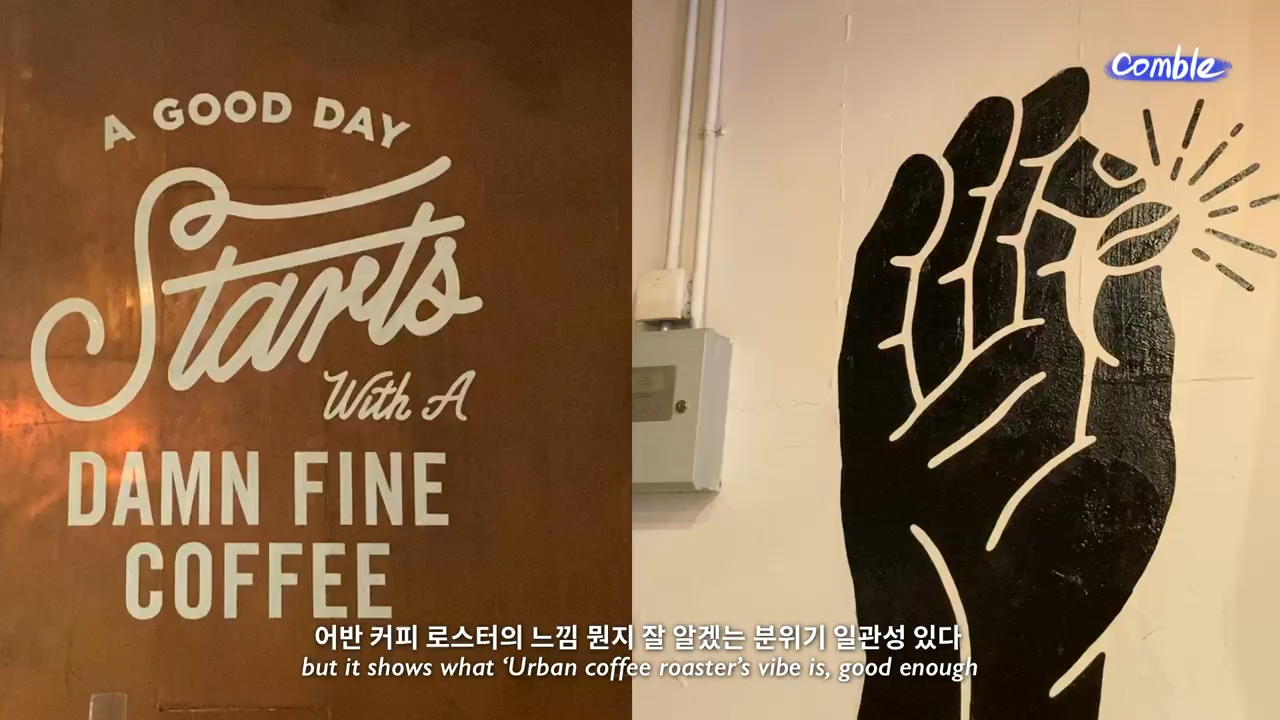 A GOOD DAY
Starts
With A
DAMN FINE
COFFEE
comble
어반 커피 로스터의 느낌 뭔지 잘 알겠는 분위기 일관성 있다
but it shows what ‘Urban coffee roaster’s vibe is, good enough